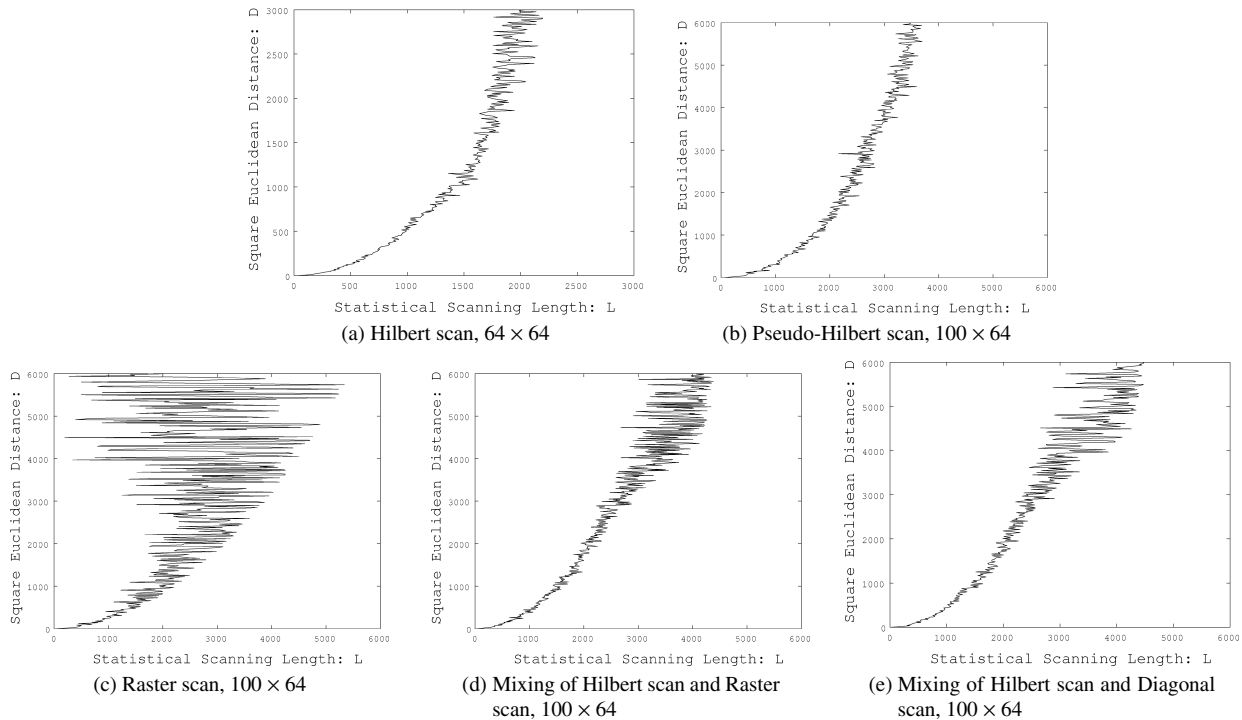 3000
2500
2000
1500
1000
500
0
0 500 1000 1500 2000 2500 3000
Square Euclidean Distance: D
Statistical Scanning Length: L
(a) Hilbert scan, 64 × 64
6000
5000
4000
3000
2000
1000
0
0 1000 2000 3000 4000 5000 6000
Square Euclidean Distance: D
Statistical Scanning Length: L
(b) Pseudo-Hilbert scan, 100 × 64
6000
5000
4000
3000
2000
1000
0
0 1000 2000 3000 4000 5000 6000
Square Euclidean Distance: D
Statistical Scanning Length: L
(c) Raster scan, 100 × 64
6000
5000
4000
3000
2000
1000
0
0 1000 2000 3000 4000 5000 6000
Square Euclidean Distance: D
Statistical Scanning Length: L
(d) Mixing of Hilbert scan and Raster
scan, 100 × 64
6000
5000
4000
3000
2000
1000
0
0 1000 2000 3000 4000 5000 6000
Square Euclidean Distance: D
Statistical Scanning Length: L
(e) Mixing of Hilbert scan and Diagonal
scan, 100 × 64